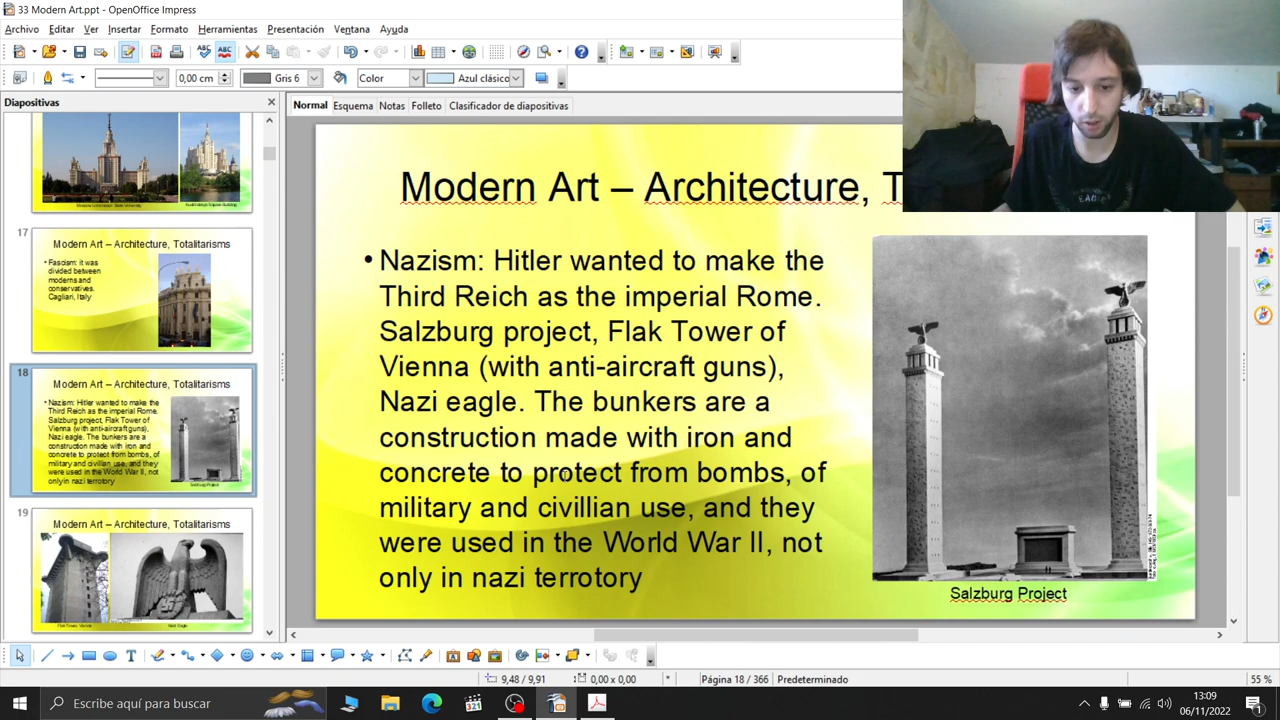 33 Modern Art.ppt - OpenOffice Impress
Archivo Editar Ver Insertar Formato Herramientas Presentación Ventana Ayuda
0,00 cm Gris 6 Color Azul clásico
Diapositivas
Normal Esquema Notas Folleto Clasificador de diapositivas
17
Modern Art – Architecture, Totalitarisms
• Fascism: it was
divided between
moderns and
conservatives.
Cagliari, Italy
18
Modern Art – Architecture, Totalitarisms
• Nazism: Hitler wanted to make the
Third Reich as the imperial Rome.
Salzburg project, Flak Tower of
Vienna (with anti-aircraft guns),
Nazi eagle. The bunkers are a
construction made with iron and
concrete to protect from bombs, of
military and civillian use, and they
were used in the World War II, not
only in nazi terrotory
Salzburg Project
19
Modern Art – Architecture, Totalitarisms
Nazi Eagle
Modern Art – Architecture, T
• Nazism: Hitler wanted to make the
Third Reich as the imperial Rome.
Salzburg project, Flak Tower of
Vienna (with anti-aircraft guns),
Nazi eagle. The bunkers are a
construction made with iron and
concrete to protect from bombs, of
military and civillian use, and they
were used in the World War II, not
only in nazi terrotory
Salzburg Project
9,48 / 9,91 0,00 x 0,00 * Página 18 / 366 Predeterminado 55 %
Escribe aquí para buscar
13:09
06/11/2022